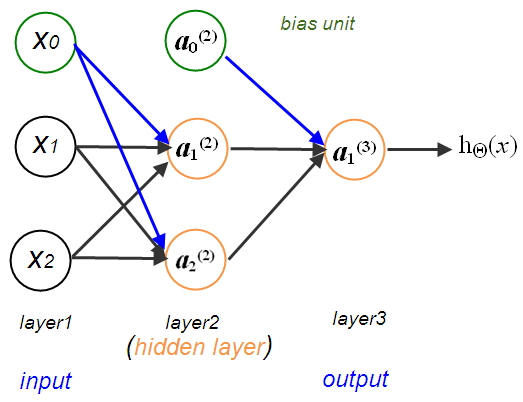 bias unit
X0 a0(2)
X1 a1(2) a1(3) hΘ(x)
X2 a2(2)
layer1 layer2 layer3
(hidden layer)
input output